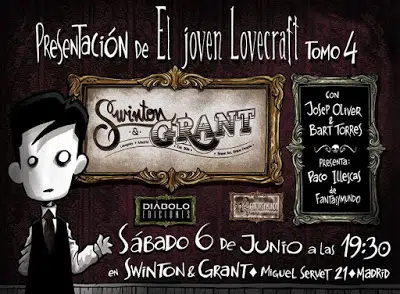 Presentación de El joven Lovecraft Tomo 4
Swinton
& GRANT
con
Josep Oliver
&
Bart Torres
Presenta:
Paco Illescas
de
Fantasymundo
DIÁBOLO
EDICIONES
Sábado 6 de Junio a las 19:30
en Swinton & Grant♦ Miguel Servet 21♦Madrid